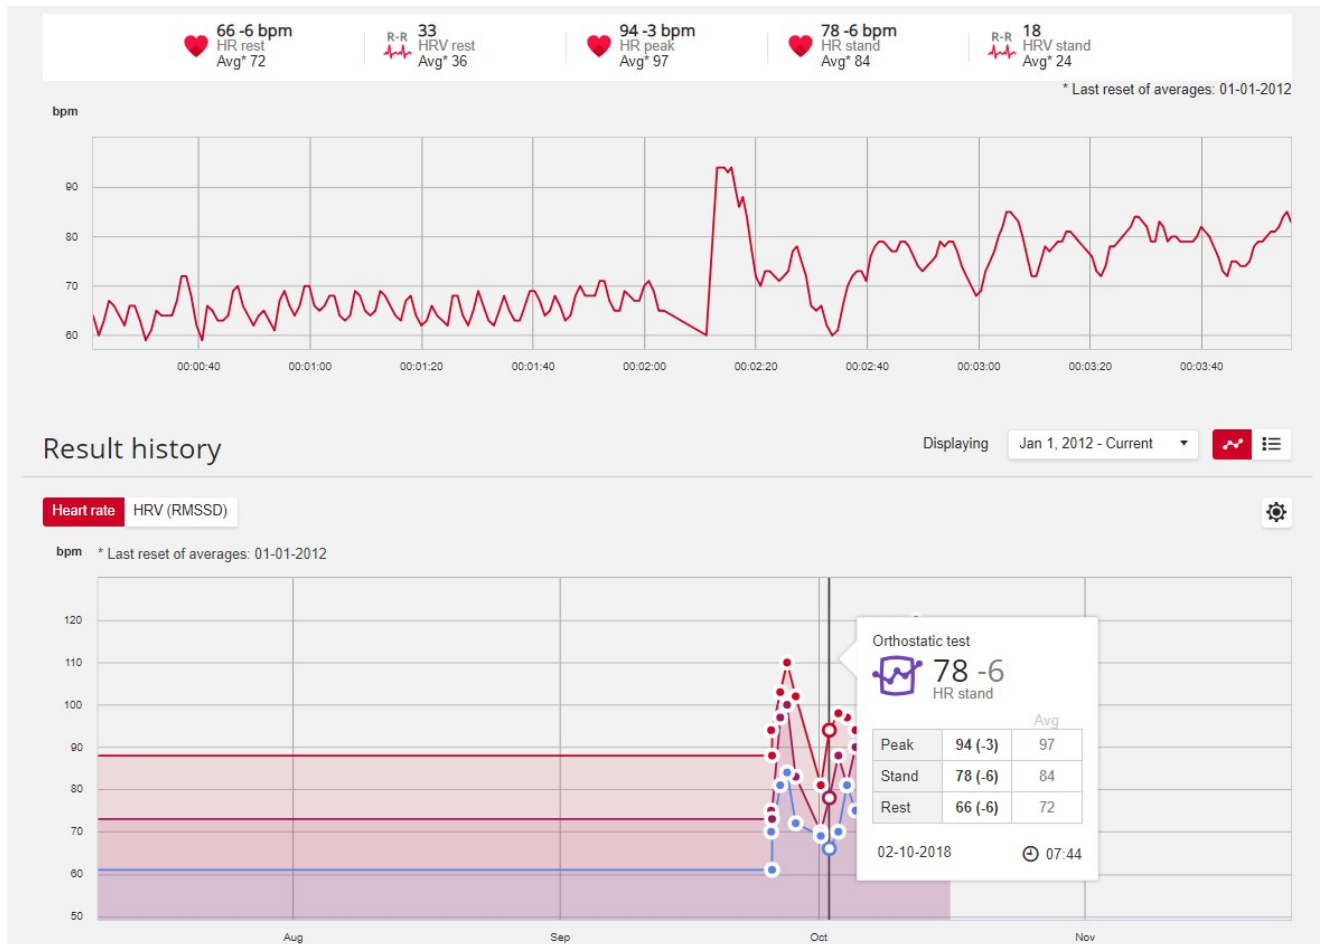 66 -6 bpm
HR rest
Avg* 72
R-R
33
HRV rest
Avg* 36
94 -3 bpm
HR peak
Avg* 97
78 -6 bpm
HR stand
Avg* 84
R-R
18
HRV stand
Avg* 24
* Last reset of averages: 01-01-2012
bpm
90
80
70
60
00:00:40 00:01:00 00:01:20 00:01:40 00:02:00 00:02:20 00:02:40 00:03:00 00:03:20 00:03:40
Result history
Displaying Jan 1, 2012 - Current
Heart rate HRV (RMSSD)
bpm * Last reset of averages: 01-01-2012
120
110
100
90
80
70
60
50
Aug Sep Oct Nov
Orthostatic test
78 -6
HR stand
Avg
Peak 94 (-3) 97
Stand 78 (-6) 84
Rest 66 (-6) 72
02-10-2018 07:44